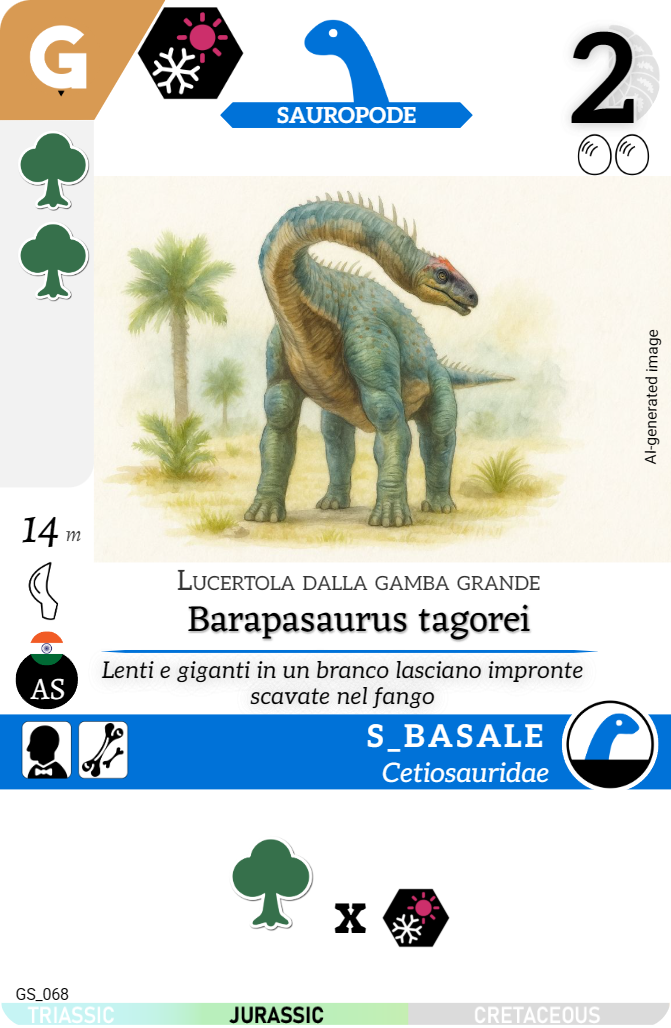 G
SAUROPODE
2
AI-generated image
14 m
LUCERTOLA DALLA GAMBA GRANDE
Barapasaurus tagorei
AS
Lenti e giganti in un branco lasciano impronte
scavate nel fango
S_BASALE
Cetiosauridae
x
GS_068
TRIASSIC JURASSIC CRETACEOUS